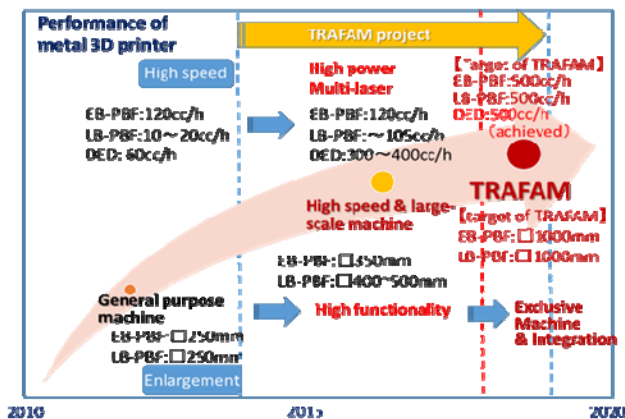 Performance of
metal 3D printer
TRAFAM project
High speed
EB-PBF:120cc/h
LB-PBF:10～20cc/h
DED: 60cc/h
High power
Multi-laser
EB-PBF:120cc/h
LB-PBF:～105cc/h
DED:300～400cc/h
【Target of TRAFAM】
EB-PBF:500cc/h
LB-PBF:500cc/h
DED:500cc/h
(achieved)
TRAFAM
【target of TRAFAM】
EB-PBF:□1000mm
LB-PBF:□1000mm
High speed & large-
scale machine
EB-PBF:□350mm
LB-PBF:□400~500mm
General purpose
machine
EB-PBF:□250mm
LB-PBF:□250mm
High functionality
Exclusive
Machine
& Integration
Enlargement
2010
2015
2020